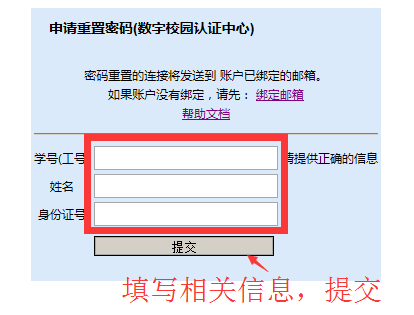 申请重置密码(数字校园认证中心)
密码重置的连接将发送到 账户已绑定的邮箱。
如果账户没有绑定，请先： 绑定邮箱
帮助文档
学号(工号 请提供正确的信息
姓名
身份证号
提交
填写相关信息，提交